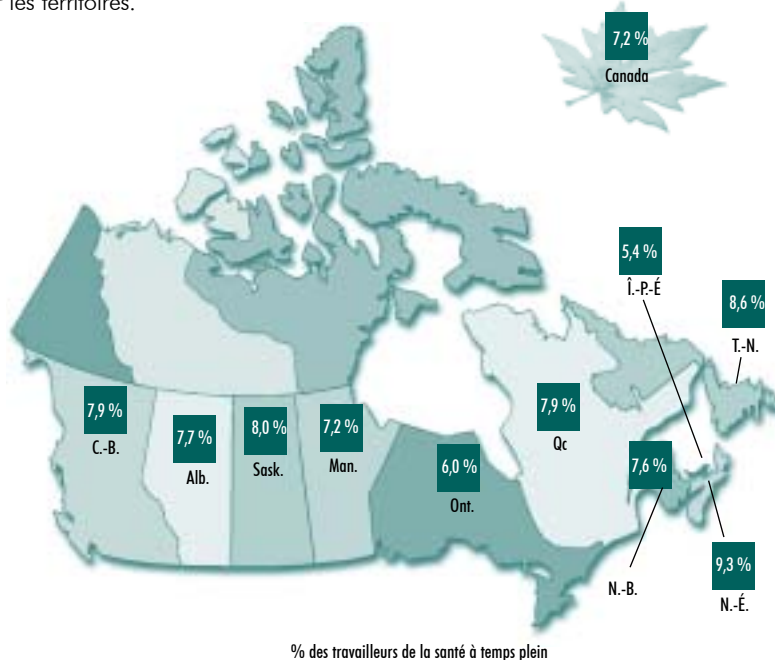 les territoires.
7,2 %
Canada
5,4 %
Î.-P.-É
8,6 %
T.-N.
7,9 %
C.-B.
7,7 %
Alb.
8,0 %
Sask.
7,2 %
Man.
6,0 %
Ont.
7,9 %
Qc
7,6 %
N.-B.
9,3 %
N.-É.
% des travailleurs de la santé à temps plein